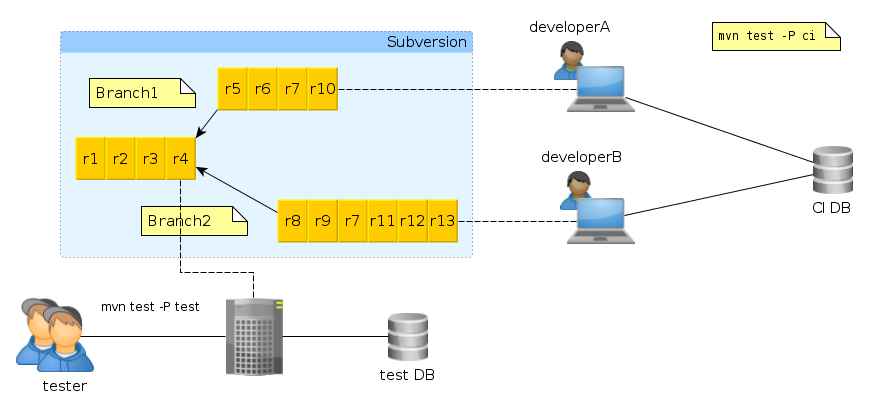 developerA
mvn test -P ci
Subversion
Branch1
r5 r6 r7 r10
r1 r2 r3 r4
developerB
CI DB
Branch2
r8 r9 r7 r11 r12 r13
mvn test -P test
tester
test DB